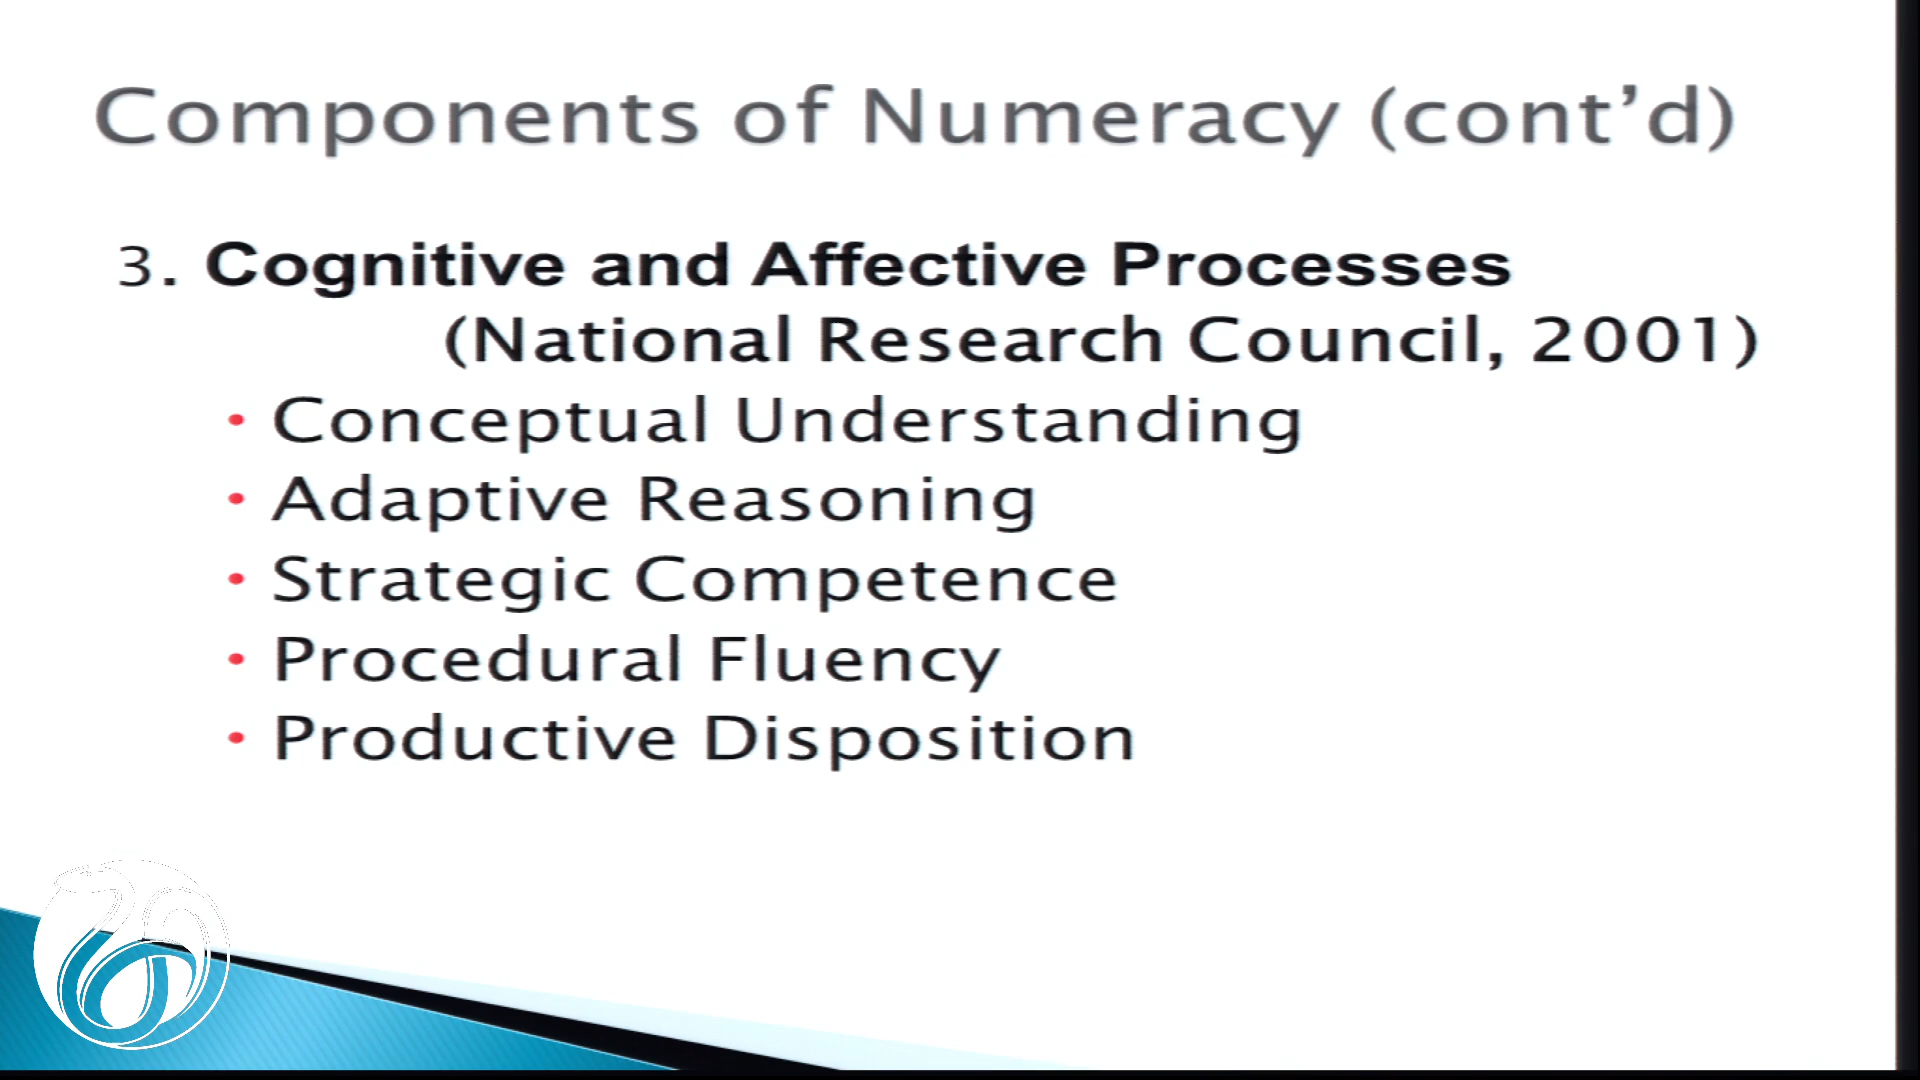 Components of Numeracy (cont’d)
3. Cognitive and Affective Processes
(National Research Council, 2001)
• Conceptual Understanding
• Adaptive Reasoning
• Strategic Competence
• Procedural Fluency
• Productive Disposition